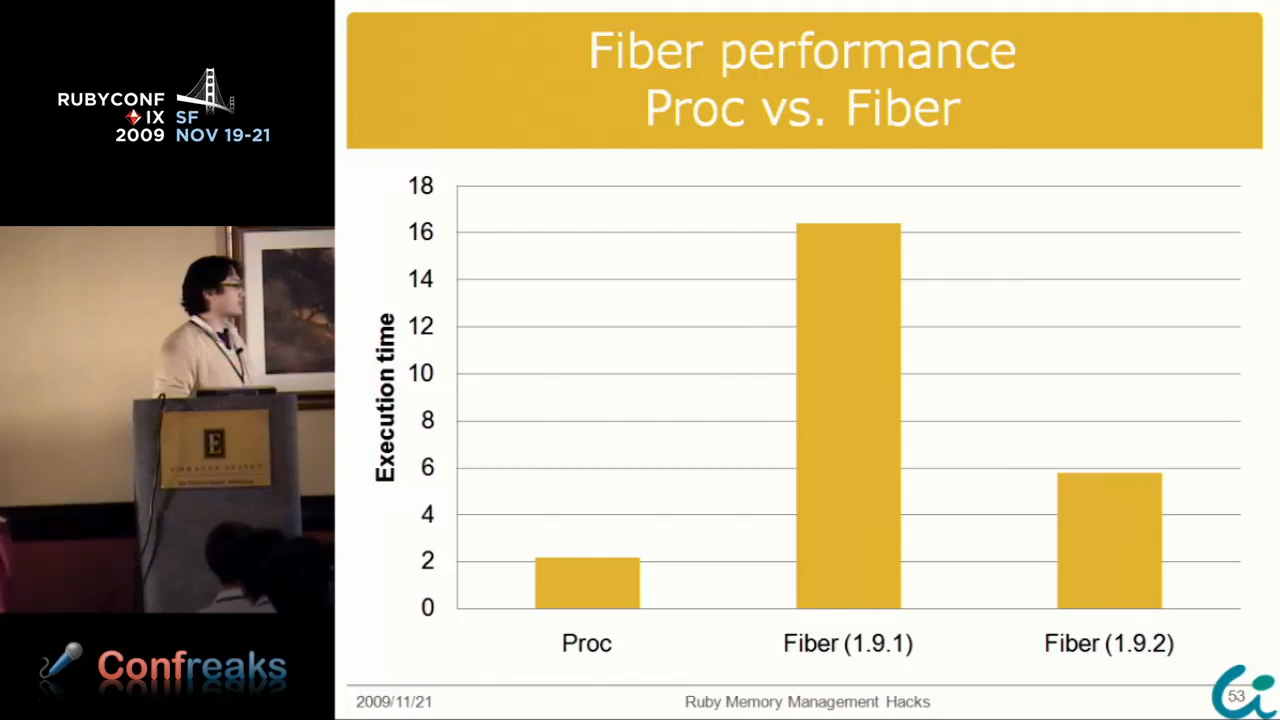 RUBYCONF
IX SF
2009 NOV 19-21
Fiber performance
Proc vs. Fiber
18
16
14
12
10
8
6
4
2
0
Execution time
Proc
Fiber (1.9.1)
Fiber (1.9.2)
E
Confreaks
2009/11/21
Ruby Memory Management Hacks
53